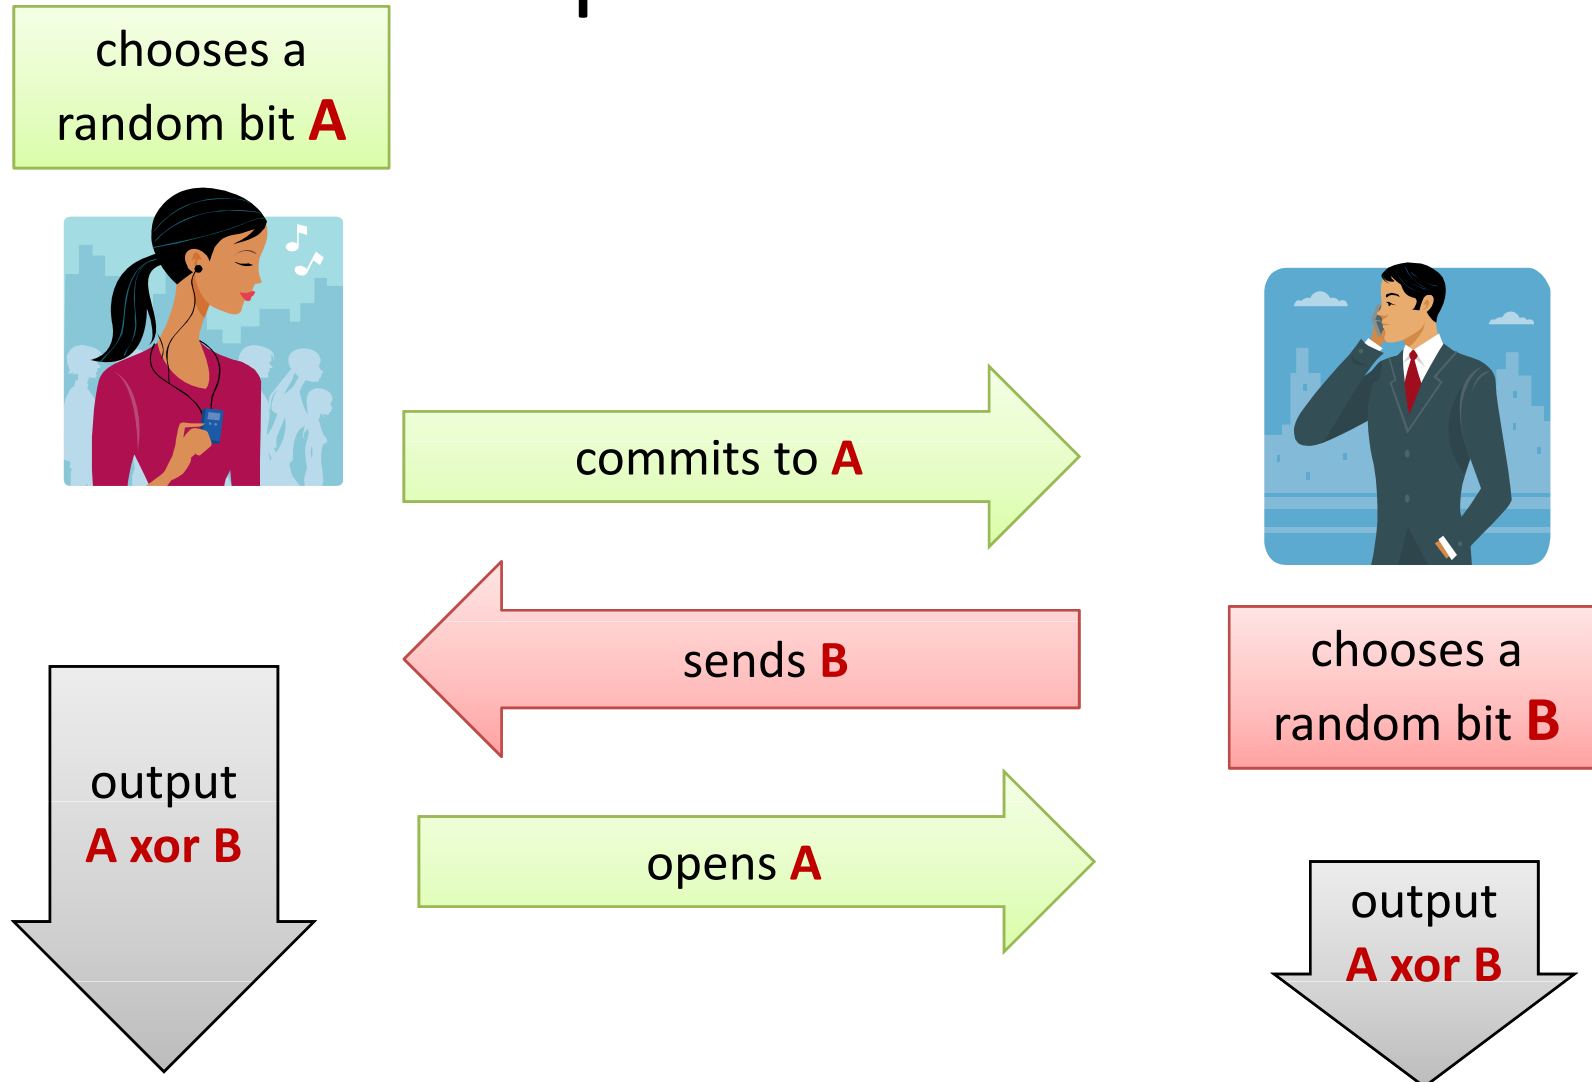 chooses a
random bit A
commits to A
sends B
chooses a
random bit B
output
A xor B
opens A
output
A xor B